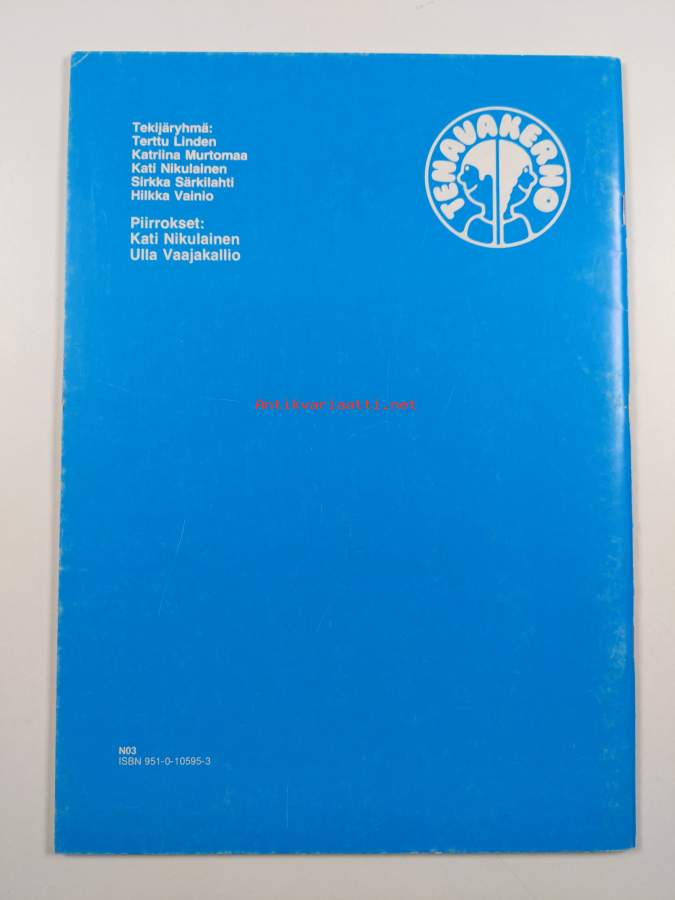 Tekijäryhmä:
Terttu Linden
Katriina Murtomaa
Kati Nikulainen
Sirkka Särkilahti
Hilkka Vainio
Piirrokset:
Kati Nikulainen
Ulla Vaajakallio
TENAVAKERHO
Antikvariaatti.net
N03
ISBN 951-0-10595-3